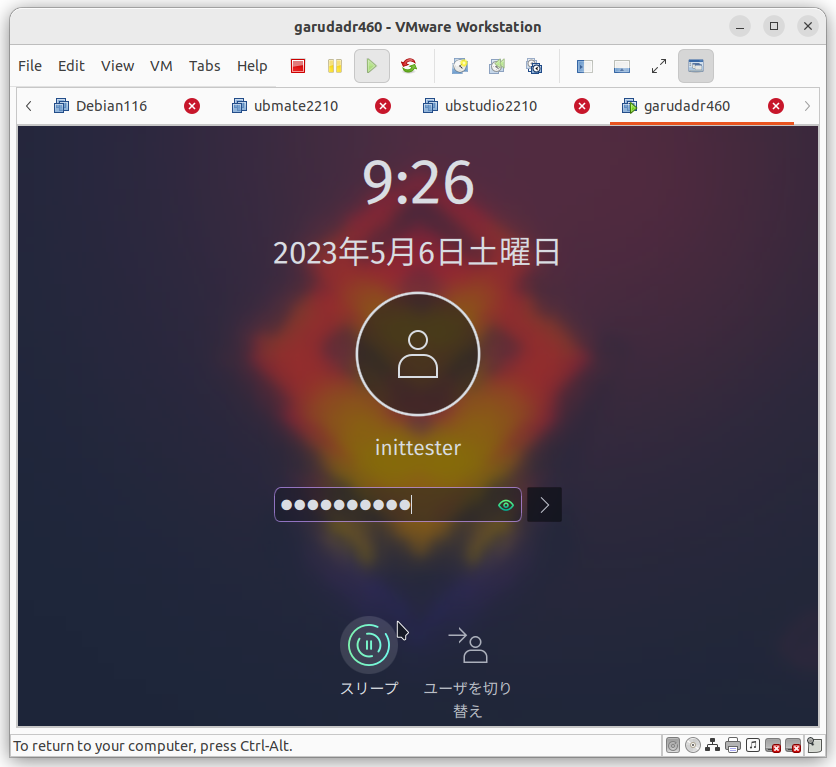 garudadr460 - VMware Workstation
File Edit View VM Tabs Help
Debian116 ubmate2210 ubstudio2210 garudadr460
9:26
2023年5月6日土曜日
inittester
スリープ
ユーザを切り
替え
To return to your computer, press Ctrl-Alt.